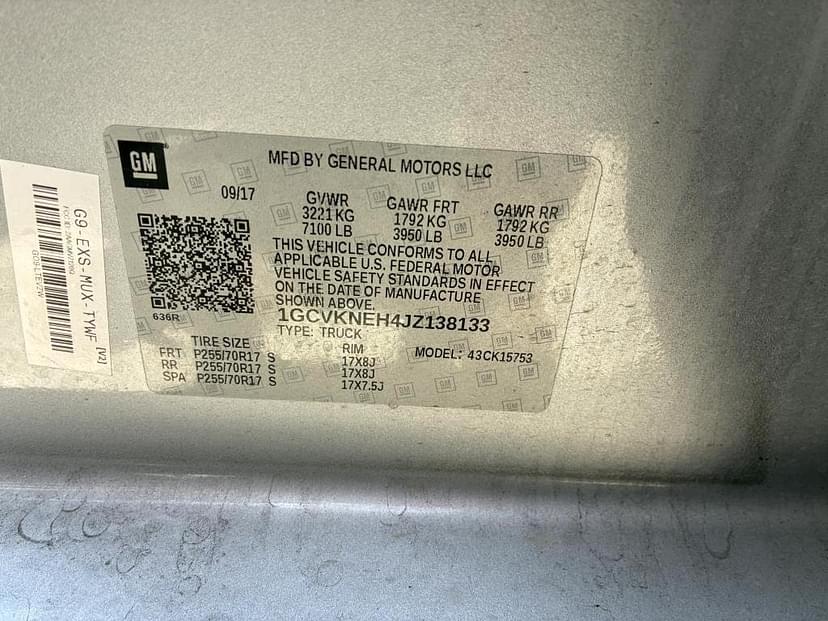 GM
MFD BY GENERAL MOTORS LLC
09/17
GVWR
3221 KG
7100 LB
GAWR FRT
1792 KG
3950 LB
GAWR RR
1792 KG
3950 LB
THIS VEHICLE CONFORMS TO ALL
APPLICABLE U.S. FEDERAL MOTOR
VEHICLE SAFETY STANDARDS IN EFFECT
ON THE DATE OF MANUFACTURE
SHOWN ABOVE.
636R
1GCVKNEH4JZ138133
TYPE: TRUCK
MODEL: 43CK15753
TIRE SIZE RIM
FRT P255/70R17 S 17X8J
RR P255/70R17 S 17X8J
SPA P255/70R17 S 17X7.5J
G9-EXS_MUX-TYWF [V2]